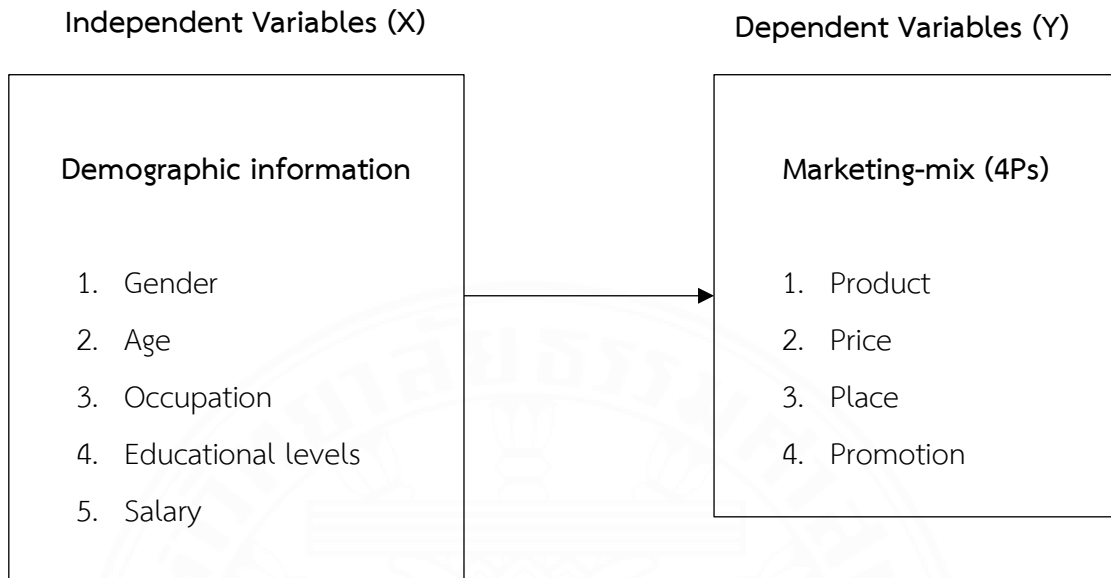 Independent Variables (X)
Dependent Variables (Y)
Demographic information
1. Gender
2. Age
3. Occupation
4. Educational levels
5. Salary
Marketing-mix (4Ps)
1. Product
2. Price
3. Place
4. Promotion